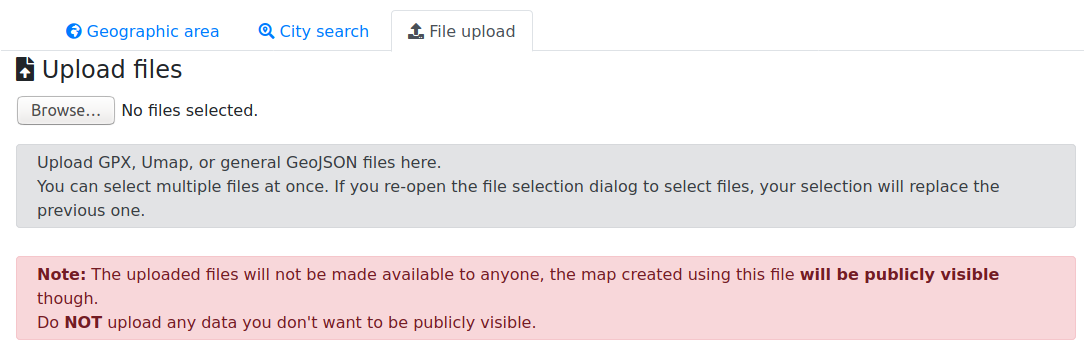 Geographic area City search File upload
Upload files
Browse... No files selected.
Upload GPX, Umap, or general GeoJSON files here.
You can select multiple files at once. If you re-open the file selection dialog to select files, your selection will replace the
previous one.
Note: The uploaded files will not be made available to anyone, the map created using this file will be publicly visible
though.
Do NOT upload any data you don't want to be publicly visible.